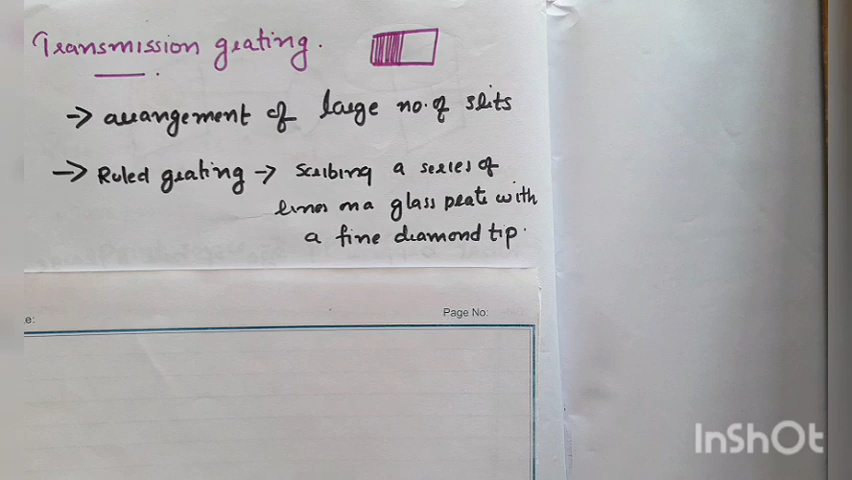 Transmission grating.
→ arrangement of large no. of slits
→ Ruled grating → Scribing a series of
lines on a glass plate with
a fine diamond tip.
e:
Page No:
InShOt